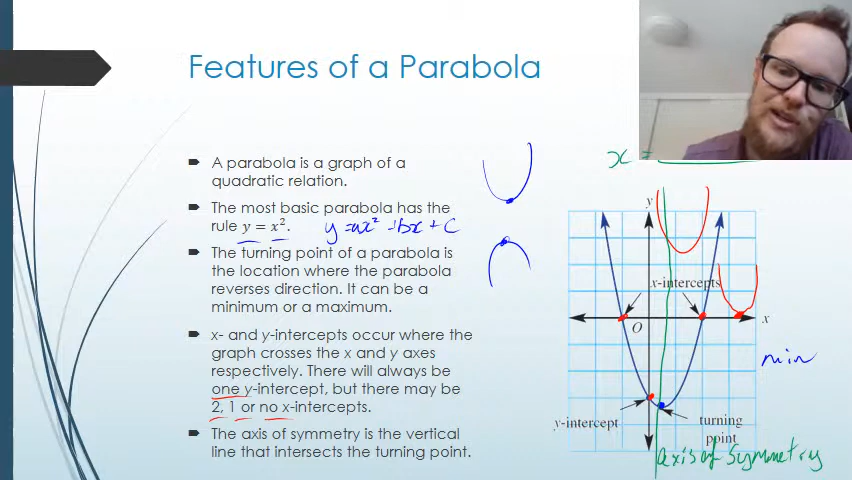 Features of a Parabola
A parabola is a graph of a
quadratic relation.
The most basic parabola has the
rule y = x². y = ax² + bx + c
The turning point of a parabola is
the location where the parabola
reverses direction. It can be a
minimum or a maximum.
x- and y-intercepts occur where the
graph crosses the x and y axes
respectively. There will always be
one y-intercept, but there may be
2, 1 or no x-intercepts.
The axis of symmetry is the vertical
line that intersects the turning point.
x =
y
x-intercepts
O
x
min
y-intercept
turning
point
axis of symmetry